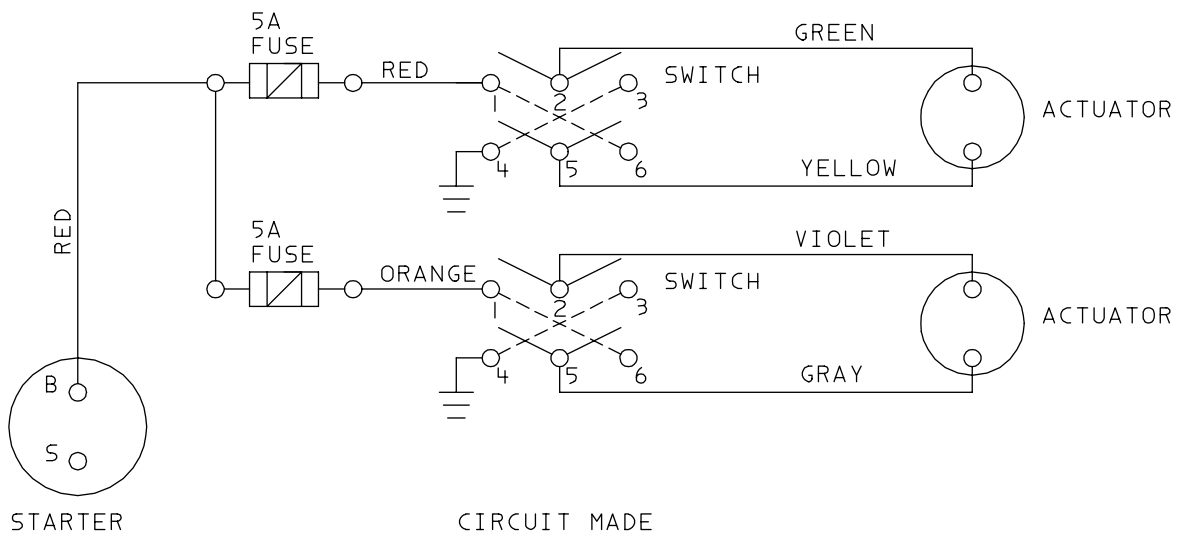 5A
FUSE
RED
GREEN
SWITCH
1
2
3
4
5
6
ACTUATOR
YELLOW
RED
5A
FUSE
ORANGE
VIOLET
SWITCH
1
2
3
4
5
6
ACTUATOR
GRAY
B
S
STARTER
CIRCUIT MADE